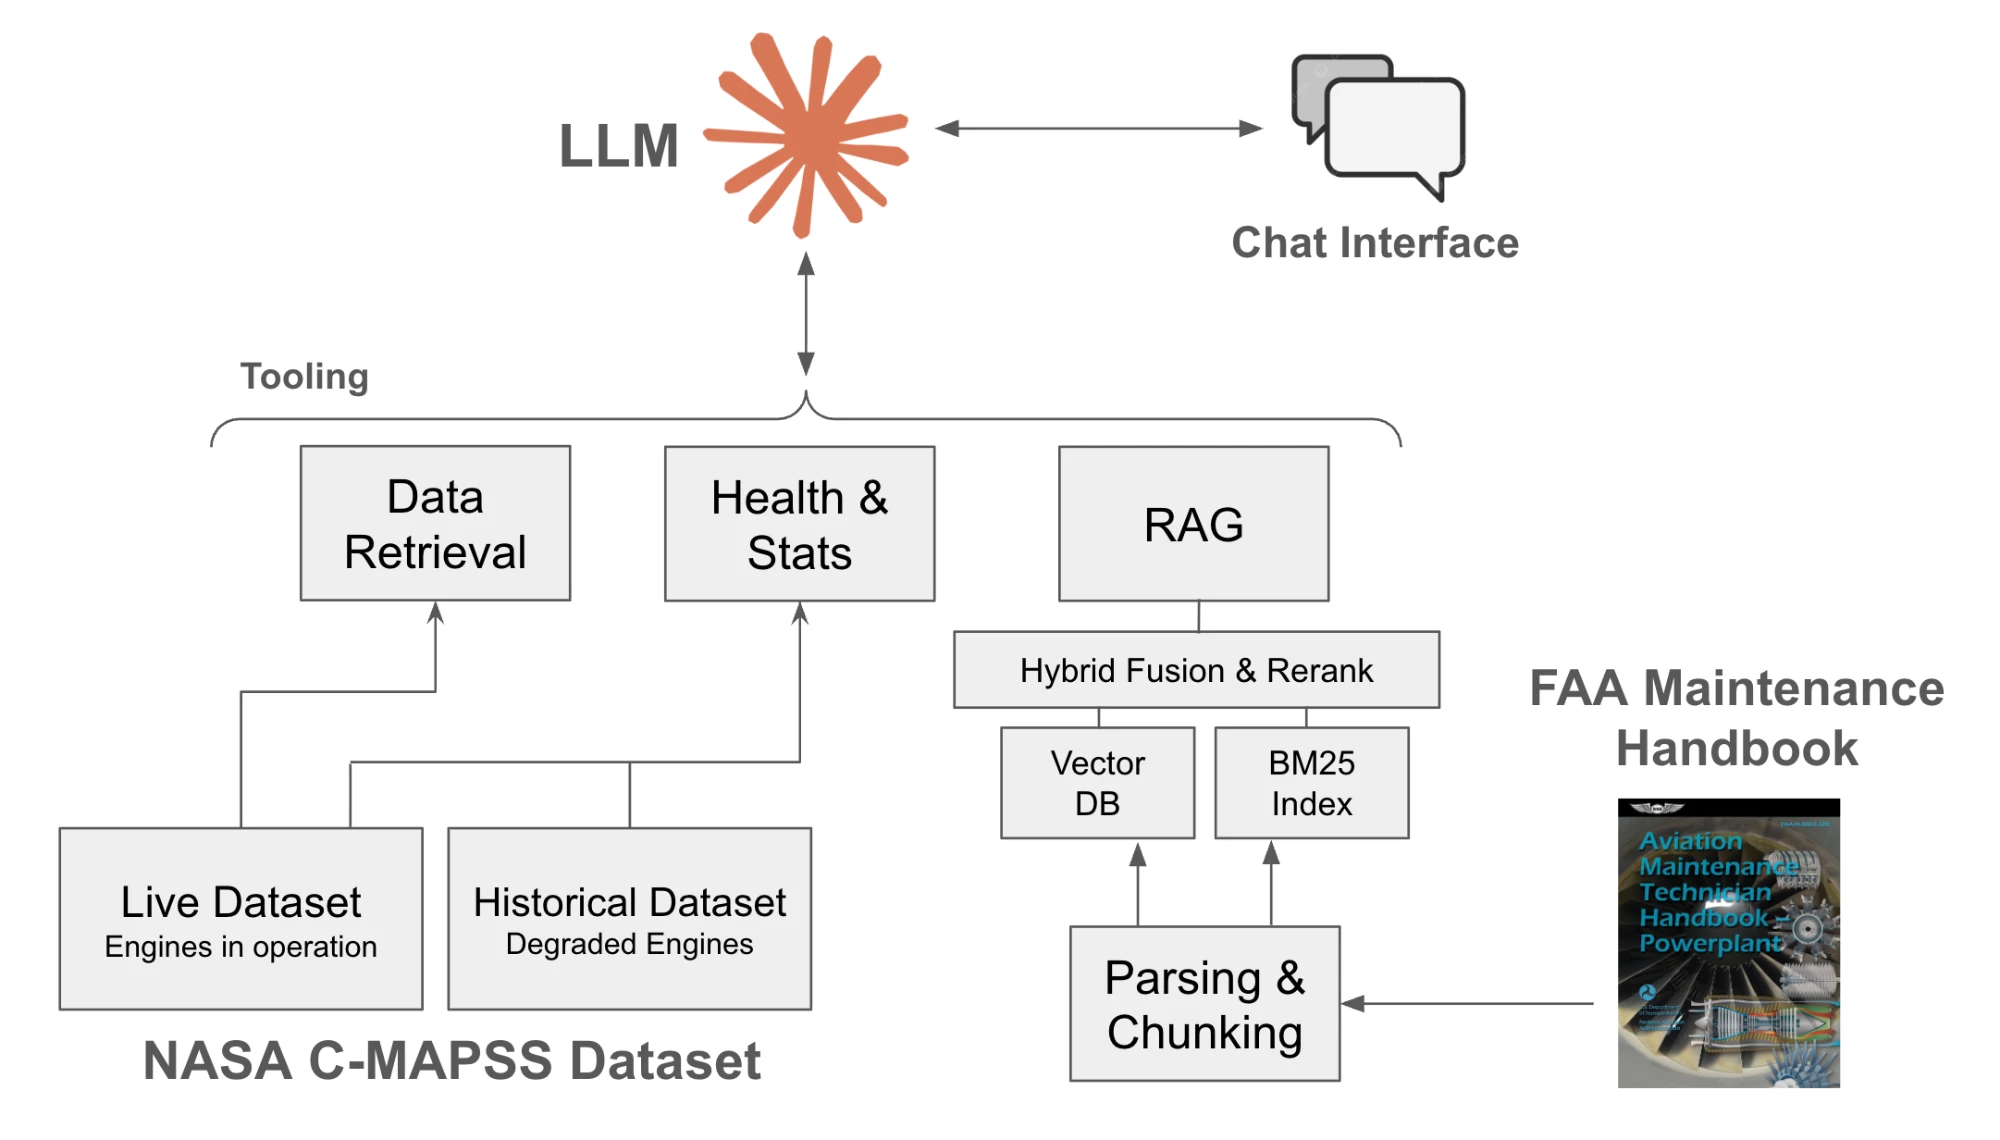 LLM
Chat Interface
Tooling
Data
Retrieval
Health &
Stats
RAG
Hybrid Fusion & Rerank
Vector
DB
BM25
Index
FAA Maintenance
Handbook
Live Dataset
Engines in operation
Historical Dataset
Degraded Engines
NASA C-MAPSS Dataset
Parsing &
Chunking
Aviation
Maintenance
Technician
Handbook –
Powerplant